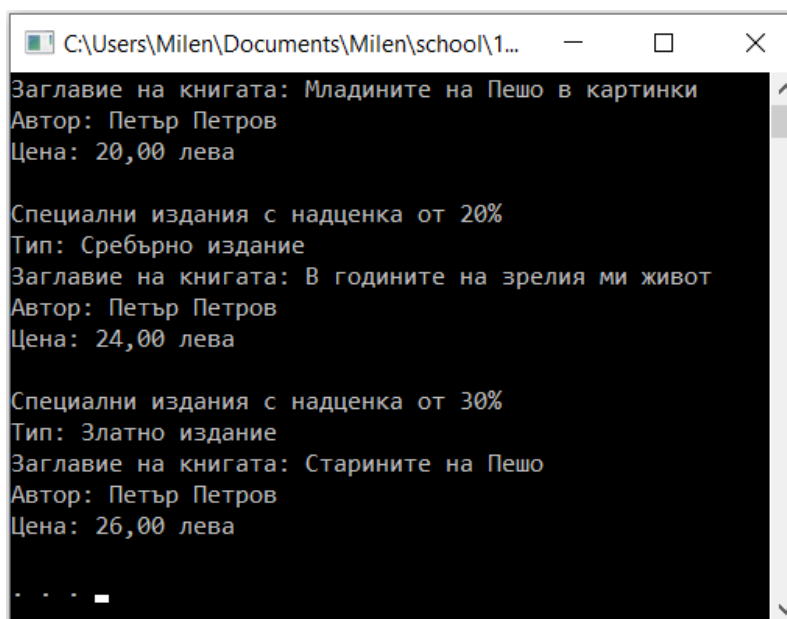 C:\Users\Milen\Documents\Milen\school\1...
Заглавие на книгата: Младините на Пешо в картинки
Автор: Петър Петров
Цена: 20,00 лева
Специални издания с надценка от 20%
Тип: Сребърно издание
Заглавие на книгата: В годините на зрелия ми живот
Автор: Петър Петров
Цена: 24,00 лева
Специални издания с надценка от 30%
Тип: Златно издание
Заглавие на книгата: Старините на Пешо
Автор: Петър Петров
Цена: 26,00 лева
. . .